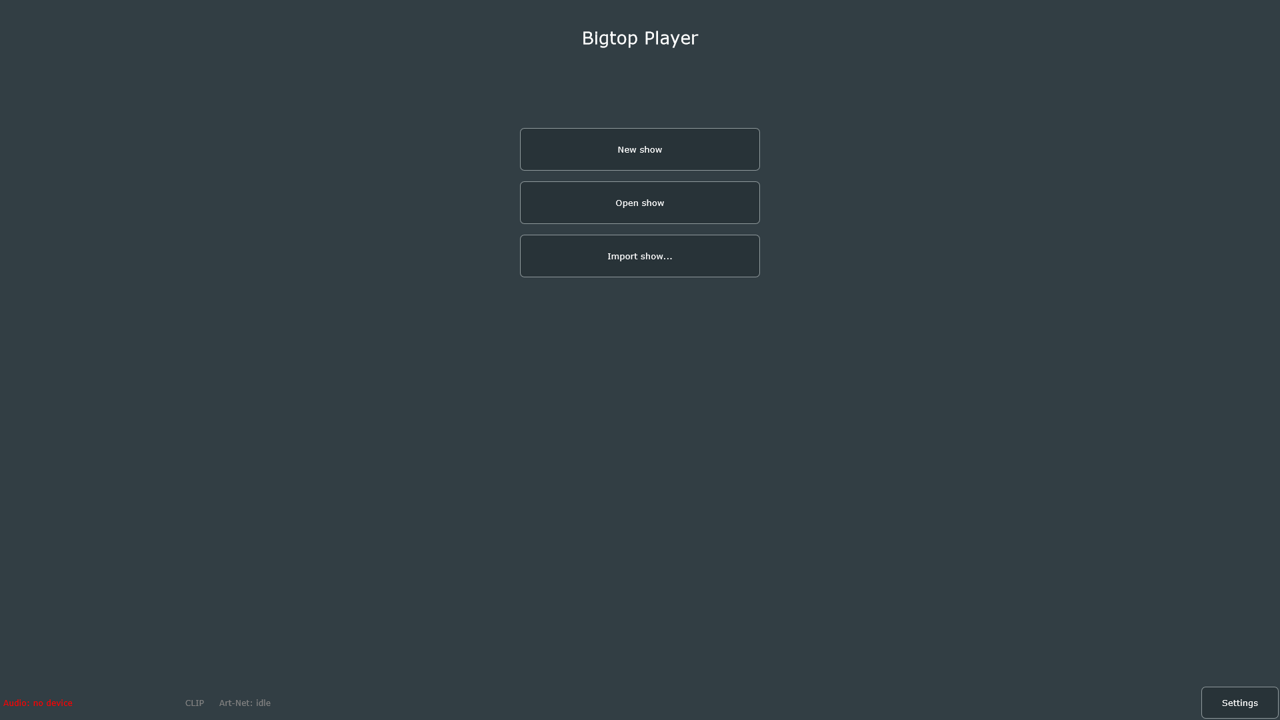 Bigtop Player
New show
Open show
Import show...
Audio: no device
CLIP
Art-Net: idle
Settings